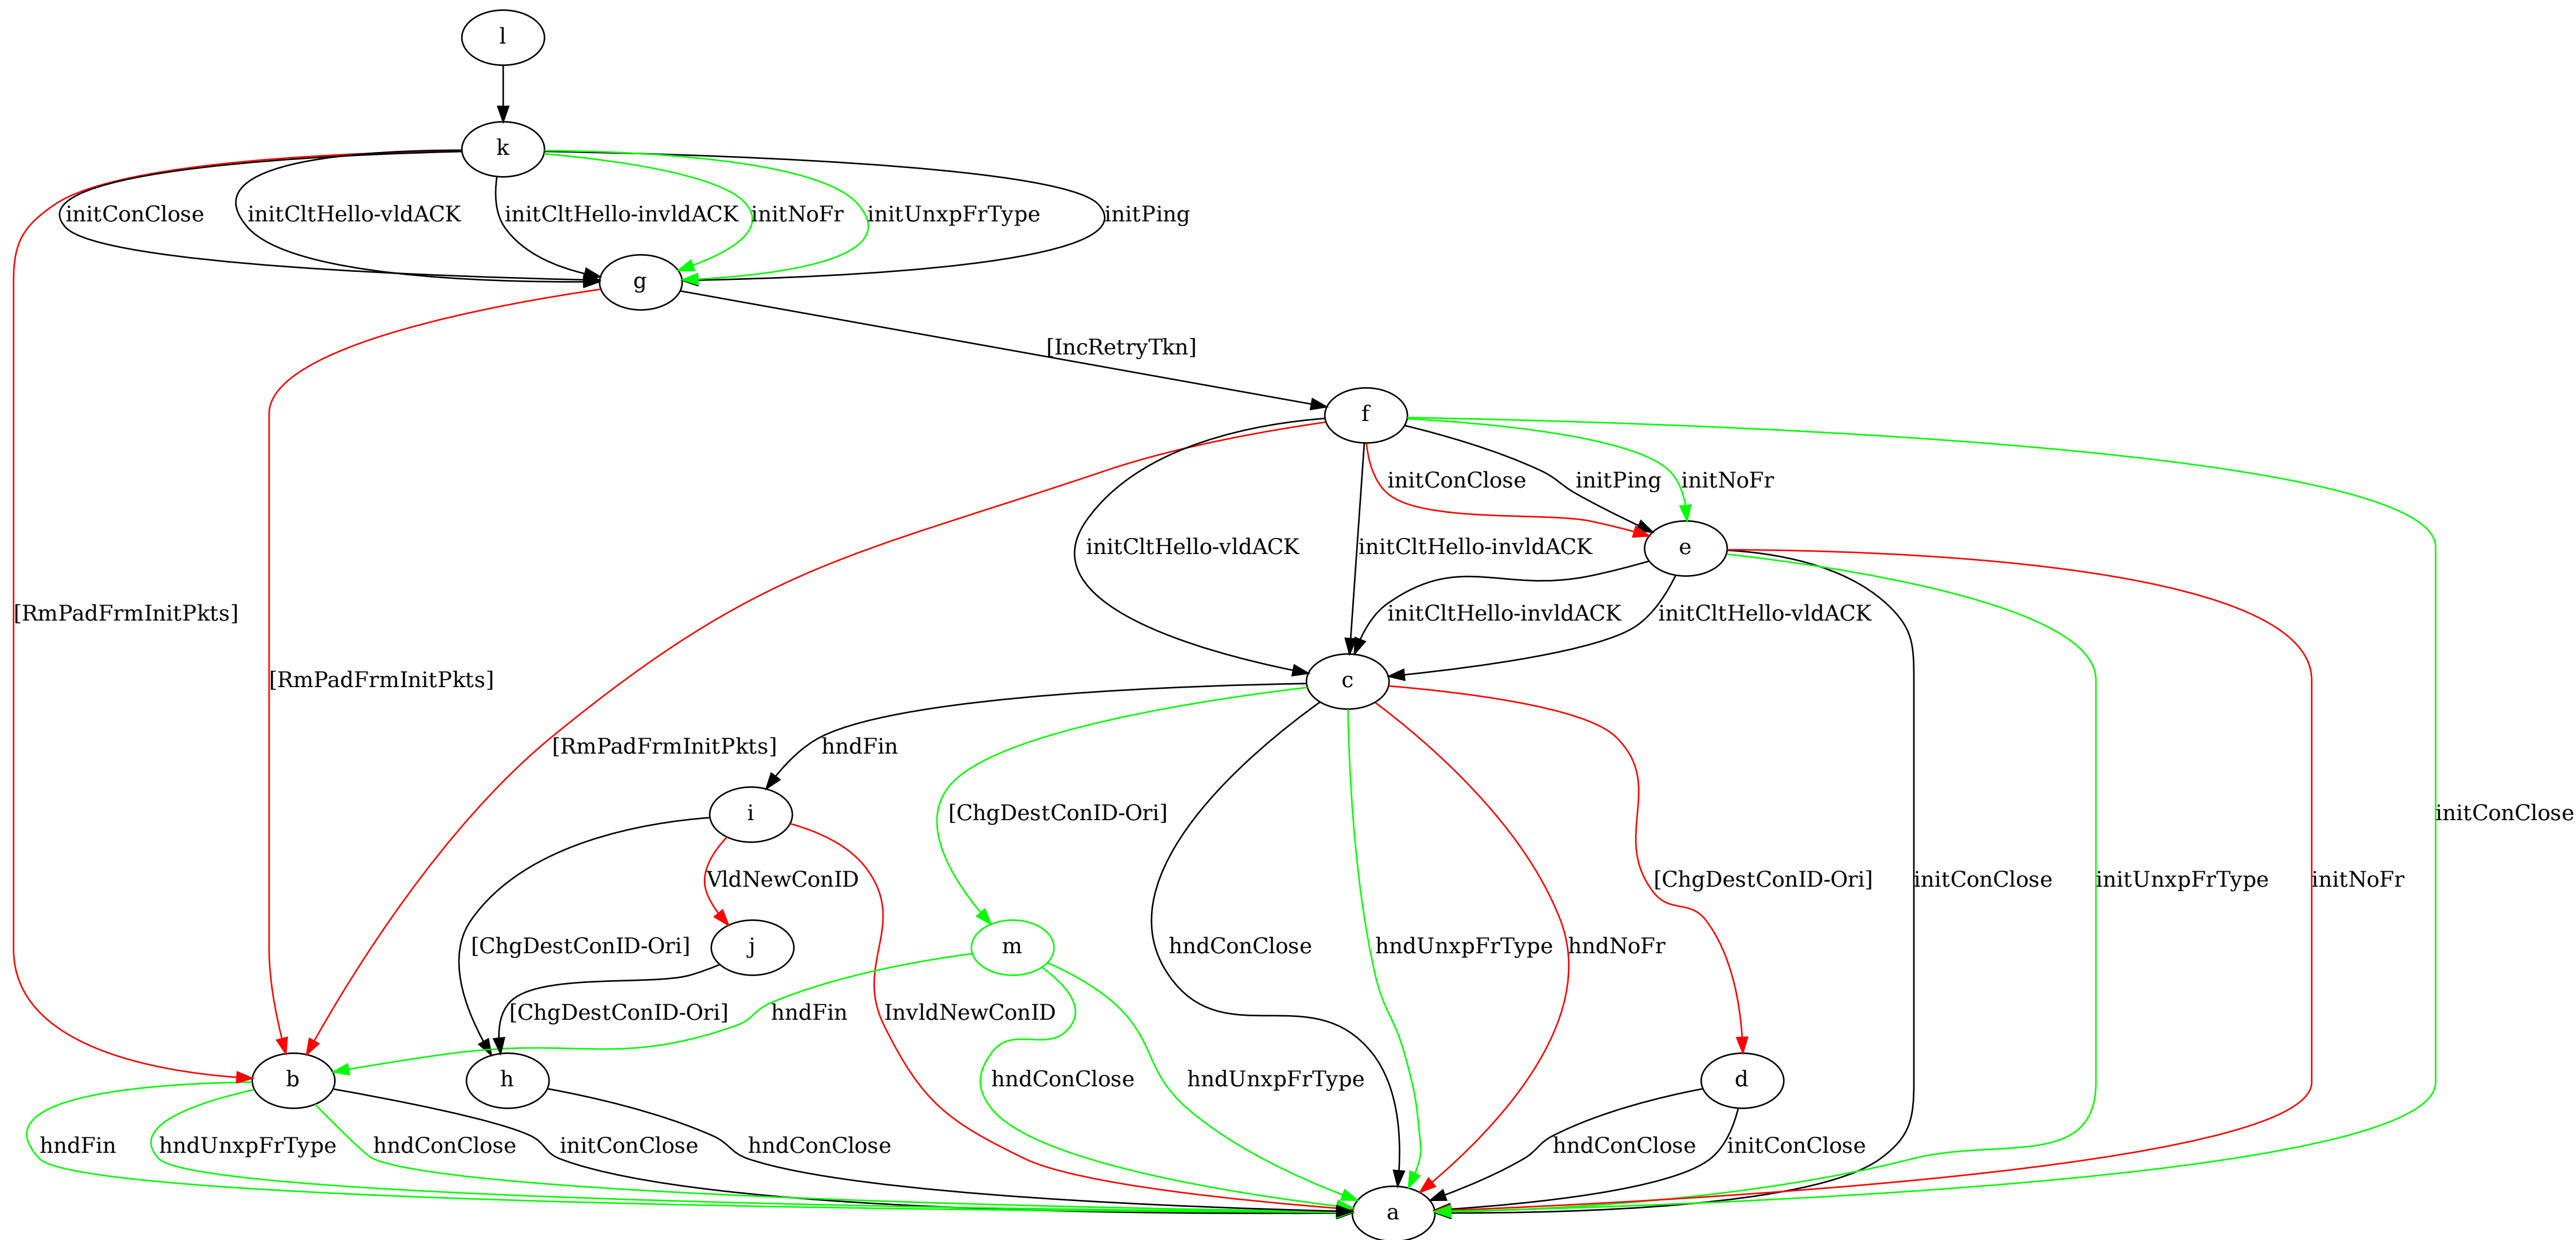 l
k
initConClose
initCltHello-vldACK
initCltHello-invldACK
initNoFr
initUnxpFrType
initPing
g
[IncRetryTkn]
f
initConClose
initPing
initNoFr
initCltHello-vldACK
initCltHello-invldACK
e
[RmPadFrmInitPkts]
initCltHello-invldACK
initCltHello-vldACK
[RmPadFrmInitPkts]
c
[RmPadFrmInitPkts]
hndFin
i
[ChgDestConID-Ori]
initConClose
VldNewConID
[ChgDestConID-Ori]
initConClose
initUnxpFrType
initNoFr
[ChgDestConID-Ori]
j
m
hndConClose
hndUnxpFrType
hndNoFr
[ChgDestConID-Ori]
hndFin
InvldNewConID
b
h
hndConClose
hndUnxpFrType
d
hndFin
hndUnxpFrType
hndConClose
initConClose
hndConClose
hndConClose
initConClose
a